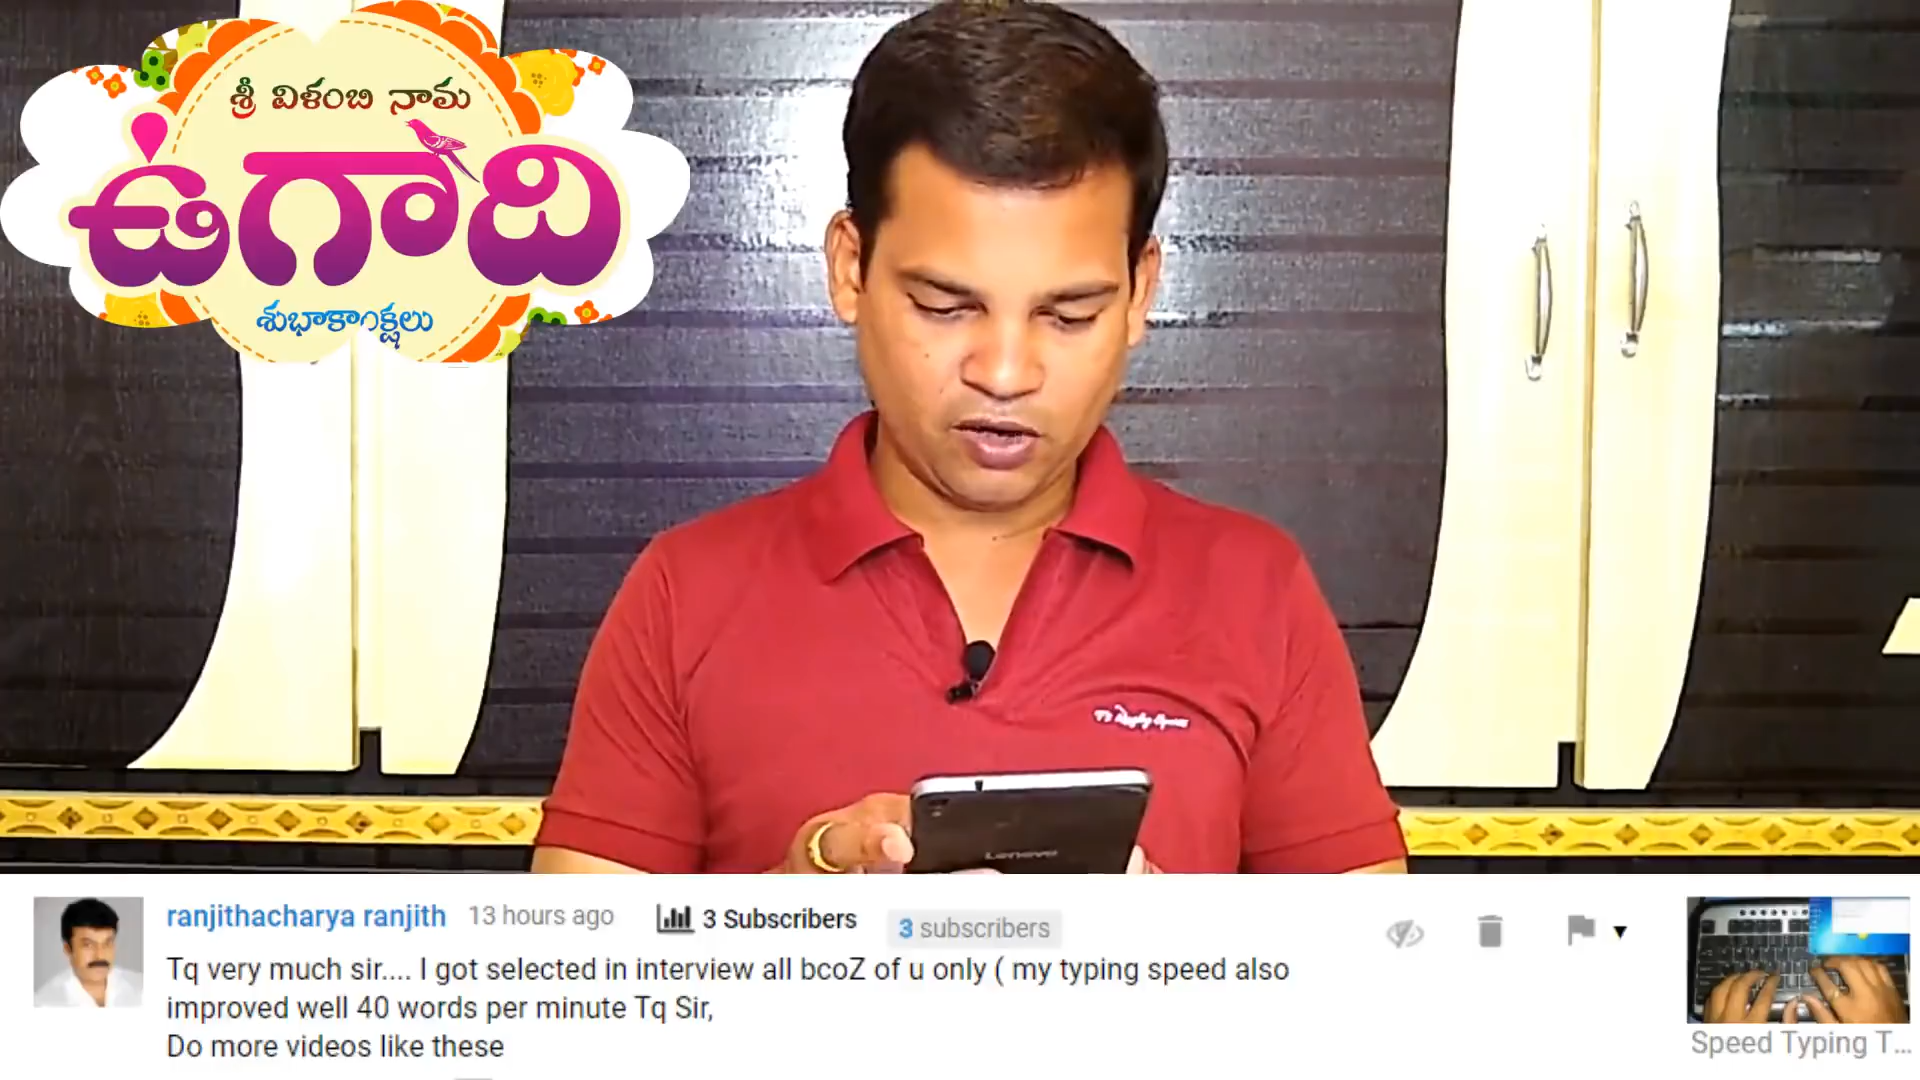 శ్రీ విళంబి నామ
ఉగాది
శుభాకాంక్షలు
Lenovo
ranjithacharya ranjith 13 hours ago 3 Subscribers 3 subscribers
Tq very much sir.... I got selected in interview all bcoZ of u only ( my typing speed also
improved well 40 words per minute Tq Sir,
Do more videos like these
Speed Typing T...